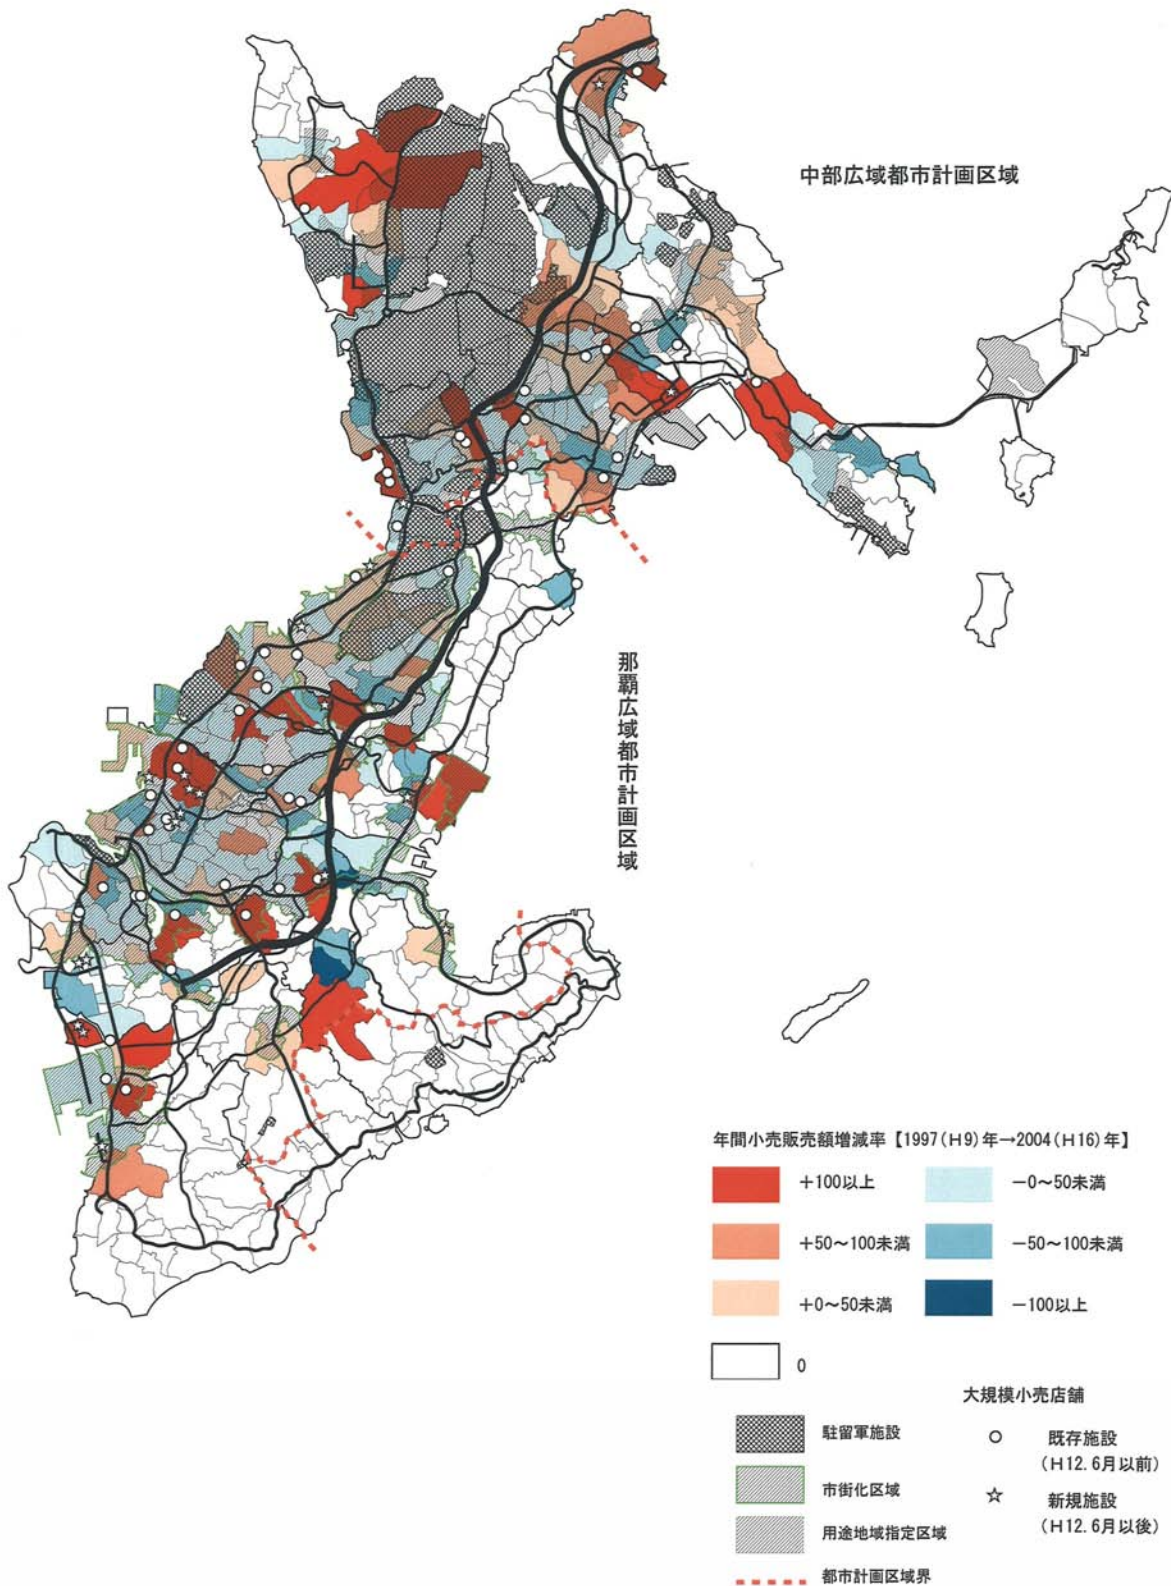 中部広域都市計画区域
那覇広域都市計画区域
年間小売販売額増減率【1997(H9)年→2004(H16)年】
+100以上
-0~50未満
+50~100未満
-50~100未満
+0~50未満
-100以上
0
大規模小売店舗
駐留軍施設
既存施設
(H12.6月以前)
市街化区域
新規施設
(H12.6月以後)
用途地域指定区域
都市計画区域界